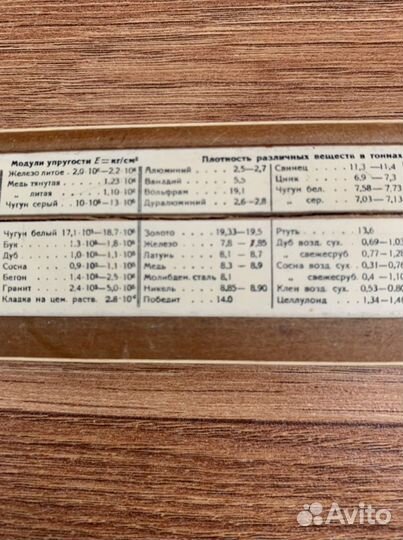 Модули упругости E=кг/см²
Железо литое . 2,0·10⁶—2,2·10⁶
Медь тянутая . . . . 1,23·10⁶
„ литая . . . . . 1,10·10⁶
Чугун серый . . 10·10⁵—13·10⁵
Плотность различных веществ в тоннах
Алюминий . . . . 2,5—2,7
Ванадий . . . . . 5,5
Вольфрам . . . . 19,1
Дуралюминий . . 2,6—2,8
Свинец . . . . . 11,3 —11,4
Цинк . . . . . . 6,9 — 7,3
Чугун бел. . . . 7,58 — 7,73
„ сер. . . . 7,03 — 7,13
Чугун белый 17,1·10⁵—18,7·10⁵
Бук . . . . . 1,3·10⁵—1,8·10⁵
Дуб . . . . . 1,0·10⁵—1,3·10⁵
Сосна . . . . 0,9·10⁵—1,1·10⁵
Бетон . . . . 1,4·10⁵—2,5·10⁵
Гранит . . . . 2,4·10⁵—5,0·10⁵
Кладка на цем. раств. 2,8·10⁴
Золото . . . . 19,33—19,5
Железо . . . . 7,8 — 7,85
Латунь . . . . 8,1 — 8,7
Медь . . . . . 8,3 — 8,9
Молибден. сталь 8,1
Никель . . . . 8,85— 8,90
Победит . . . . 14,0
Ртуть . . . . . . 13,6
Дуб возд. сух. . . 0,69—1,03
„ свежесруб. . . 0,77—1,28
Сосна возд. сух. . 0,31—0,76
„ свежесруб. . 0,4 —1,10
Клен возд. сух. . . 0,53—0,80
Целлулоид . . . . 1,34—1,4
Avito